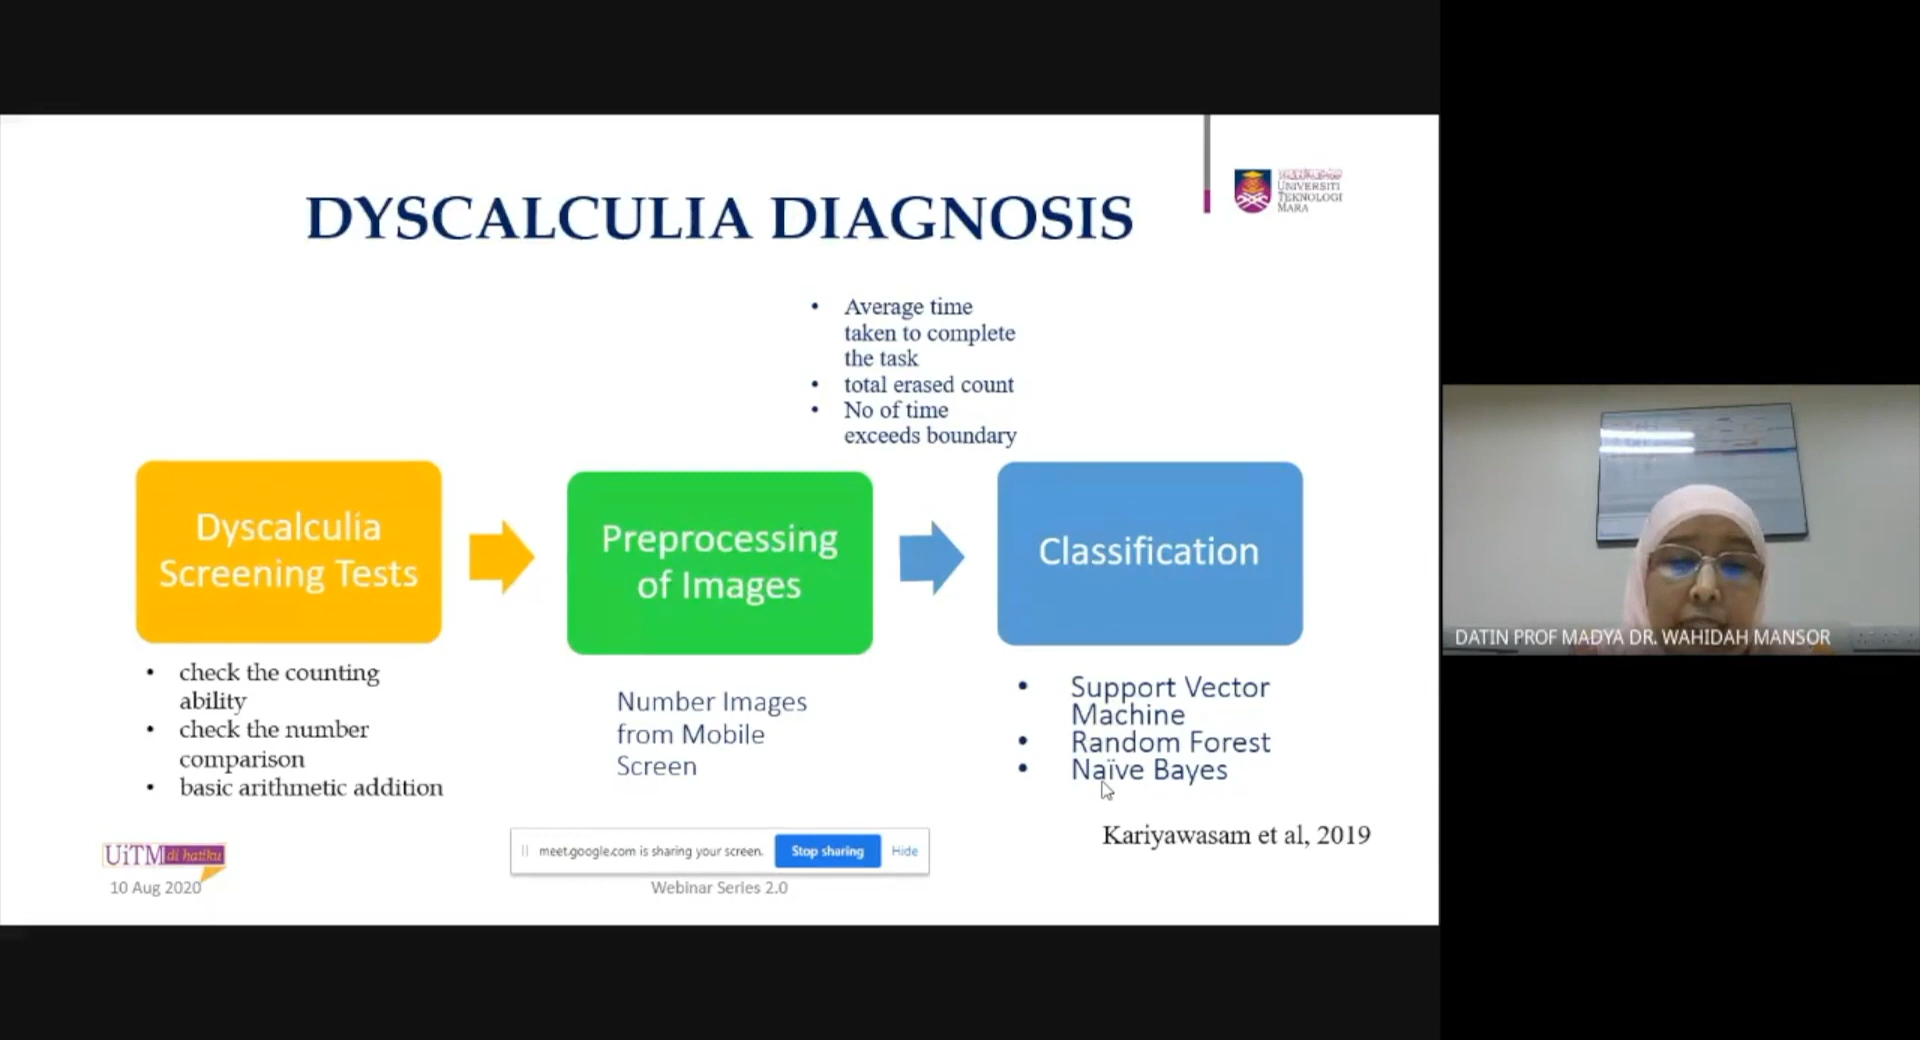 DYSCALCULIA DIAGNOSIS
UNIVERSITI
TEKNOLOGI
MARA
• Average time
taken to complete
the task
• total erased count
• No of time
exceeds boundary
Dyscalculia
Screening Tests
Preprocessing
of Images
Classification
• check the counting
ability
• check the number
comparison
• basic arithmetic addition
Number Images
from Mobile
Screen
• Support Vector
Machine
• Random Forest
• Naïve Bayes
Kariyawasam et al, 2019
UiTM di hatiku
10 Aug 2020
meet.google.com is sharing your screen.
Stop sharing
Hide
Webinar Series 2.0
DATIN PROF MADYA DR. WAHIDAH MANSOR